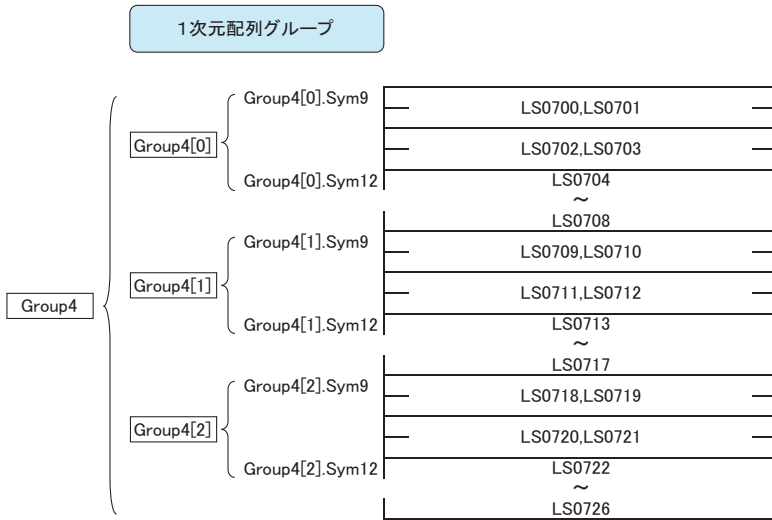 1次元配列グループ
Group4[0].Sym9
LS0700,LS0701
Group4[0]
LS0702,LS0703
Group4[0].Sym12
LS0704
～
LS0708
Group4[1].Sym9
LS0709,LS0710
Group4[1]
LS0711,LS0712
Group4
Group4[1].Sym12
LS0713
～
LS0717
Group4[2].Sym9
LS0718,LS0719
Group4[2]
LS0720,LS0721
Group4[2].Sym12
LS0722
～
LS0726